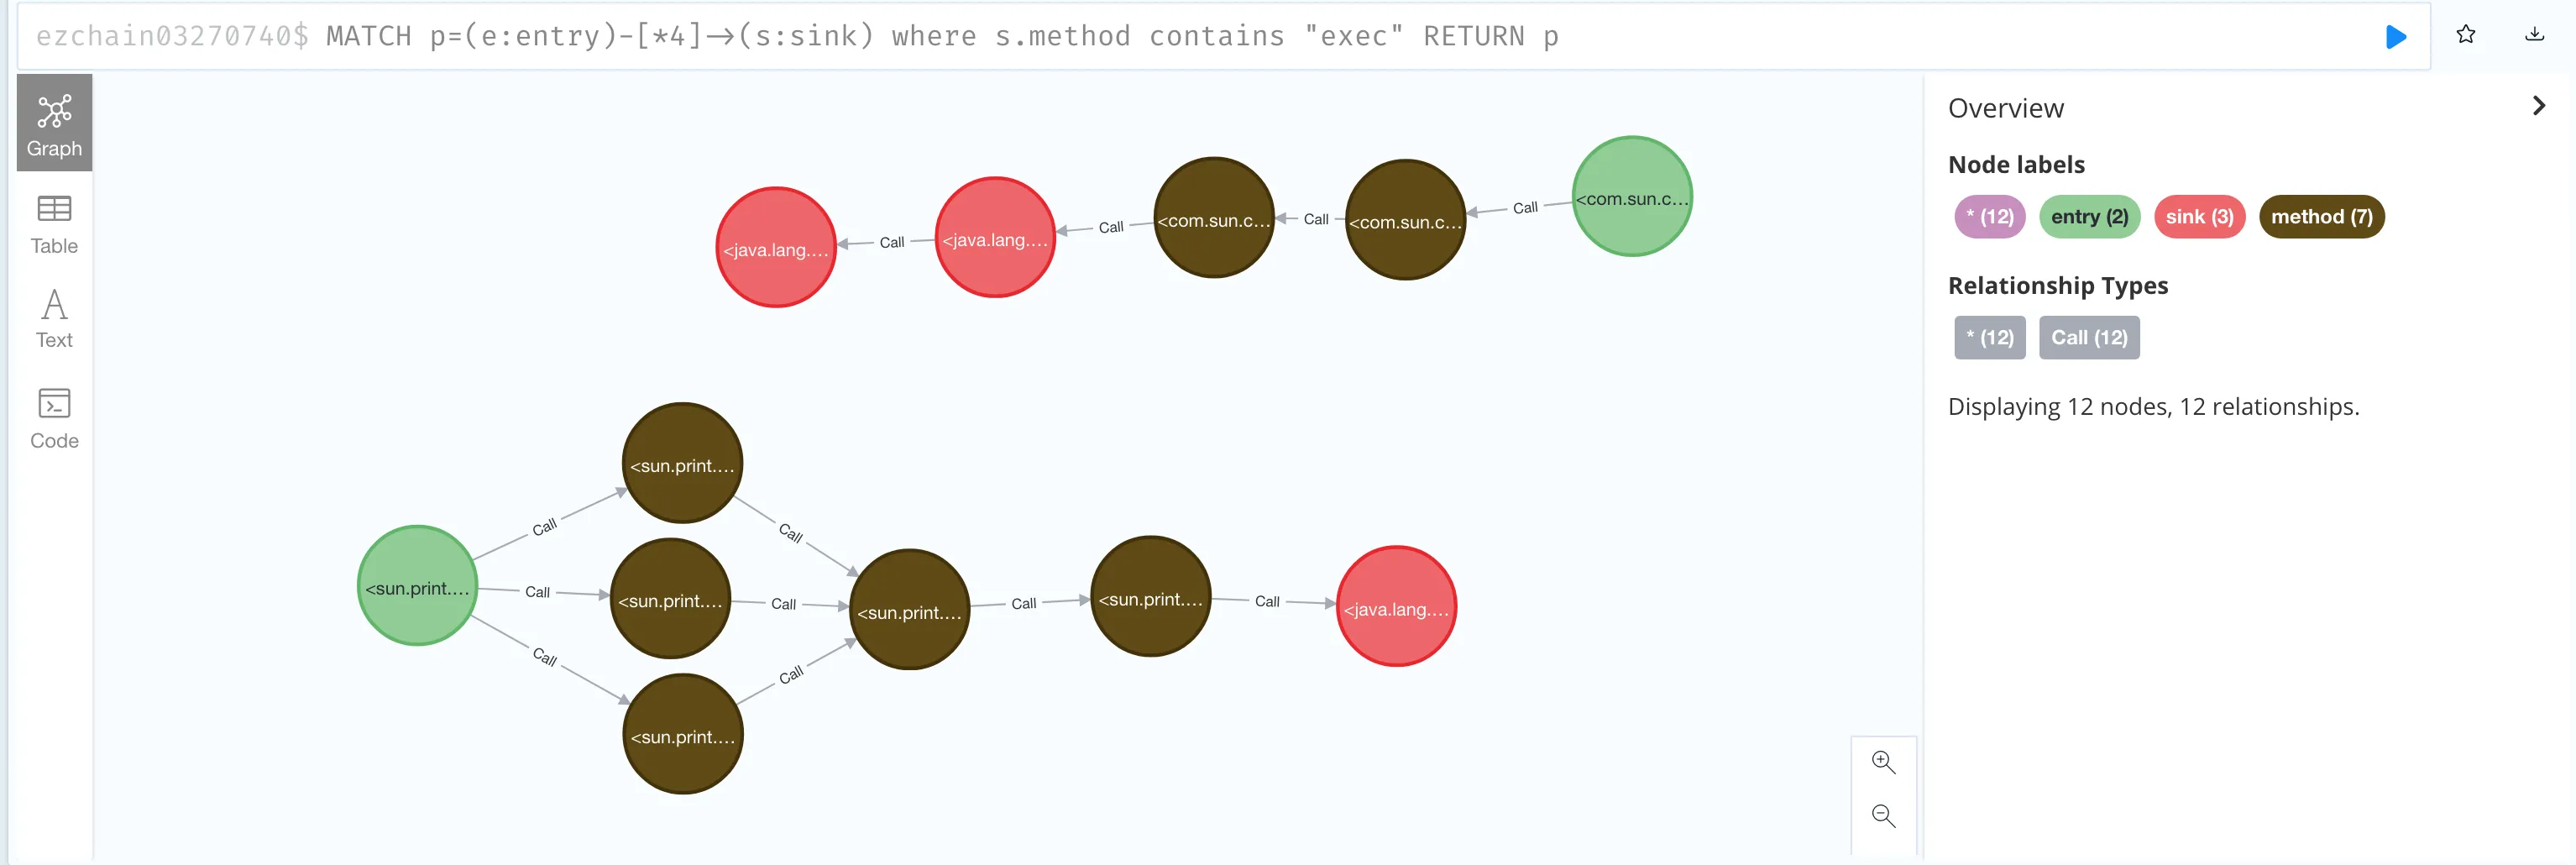 ezchain03270740$ MATCH p=(e:entry)-[*4]->(s:sink) where s.method contains "exec" RETURN p
Graph
Table
Text
Code
<java.lang....
Call
<java.lang....
Call
<com.sun.c...
Call
<com.sun.c...
Call
<com.sun.c...
<sun.print....
Call
Call
<sun.print....
Call
<sun.print....
Call
<sun.print....
Call
<sun.print....
Call
<java.lang....
Call
Call
<sun.print....
Overview
Node labels
* (12) entry (2) sink (3) method (7)
Relationship Types
* (12) Call (12)
Displaying 12 nodes, 12 relationships.